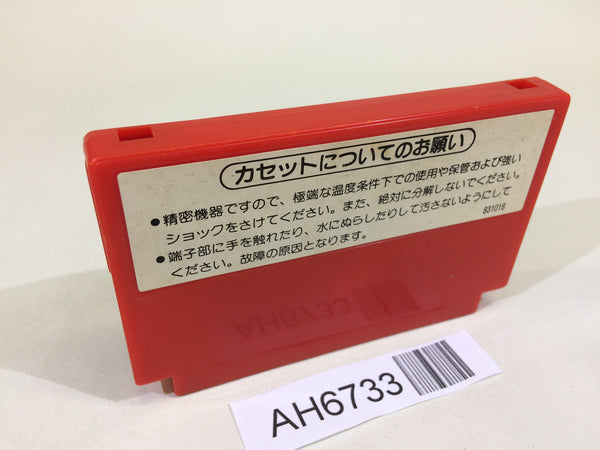 カセットについてのお願い
●精密機器ですので、極端な温度条件下での使用や保管および強い
ショックをさけてください。また、絶対に分解しないでください。
●端子部に手を触れたり、水にぬらしたりして汚さないようにして
ください。故障の原因となります。
831018
AH6733
AH6733